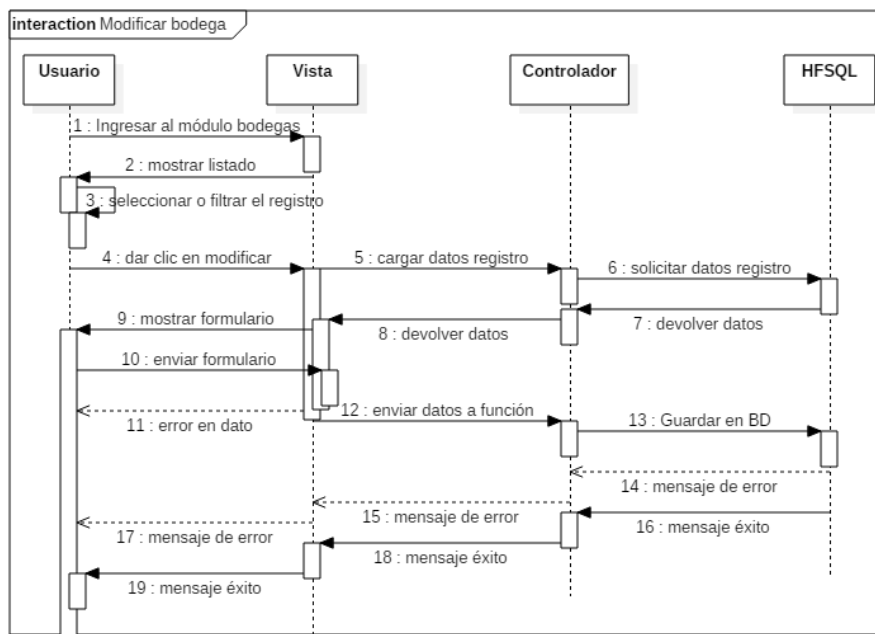 interaction Modificar bodega
Usuario
Vista
Controlador
HFSQL
1 : Ingresar al módulo bodegas
2 : mostrar listado
3 : seleccionar o filtrar el registro
4 : dar clic en modificar
5 : cargar datos registro
6 : solicitar datos registro
7 : devolver datos
8 : devolver datos
9 : mostrar formulario
10 : enviar formulario
11 : error en dato
12 : enviar datos a función
13 : Guardar en BD
14 : mensaje de error
15 : mensaje de error
16 : mensaje éxito
17 : mensaje de error
18 : mensaje éxito
19 : mensaje éxito